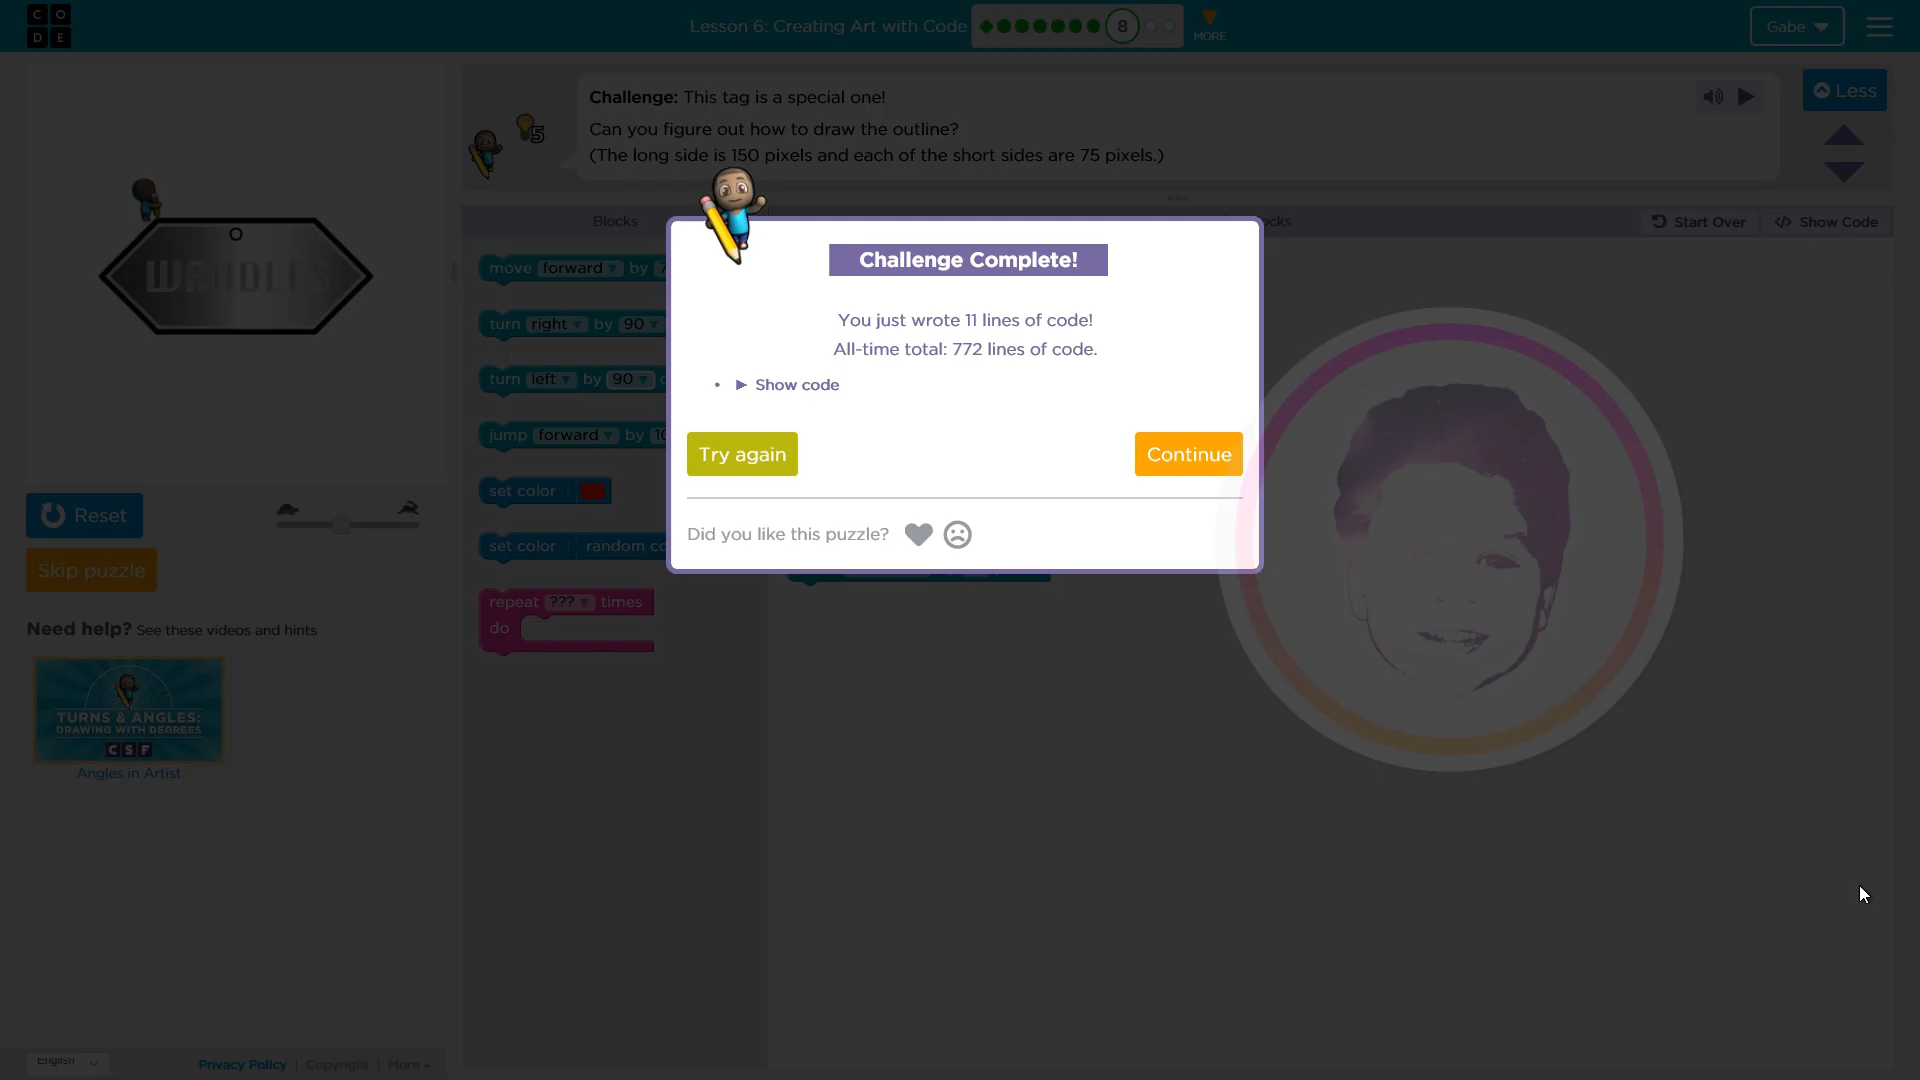 C O
D E
Lesson 6: Creating Art with Code
8
MORE
Gabe
Challenge: This tag is a special one!
Can you figure out how to draw the outline?
(The long side is 150 pixels and each of the short sides are 75 pixels.)
5
Less
Blocks
Start Over
Show Code
WADDLES
move forward by 7
turn right by 90
turn left by 90
jump forward by 10
set color
set color random co
repeat ??? times
do
Challenge Complete!
You just wrote 11 lines of code!
All-time total: 772 lines of code.
• ► Show code
Try again
Continue
Did you like this puzzle?
Reset
Skip puzzle
Need help? See these videos and hints
TURNS & ANGLES:
DRAWING WITH DEGREES
C S F
Angles in Artist
English
Privacy Policy | Copyright | More